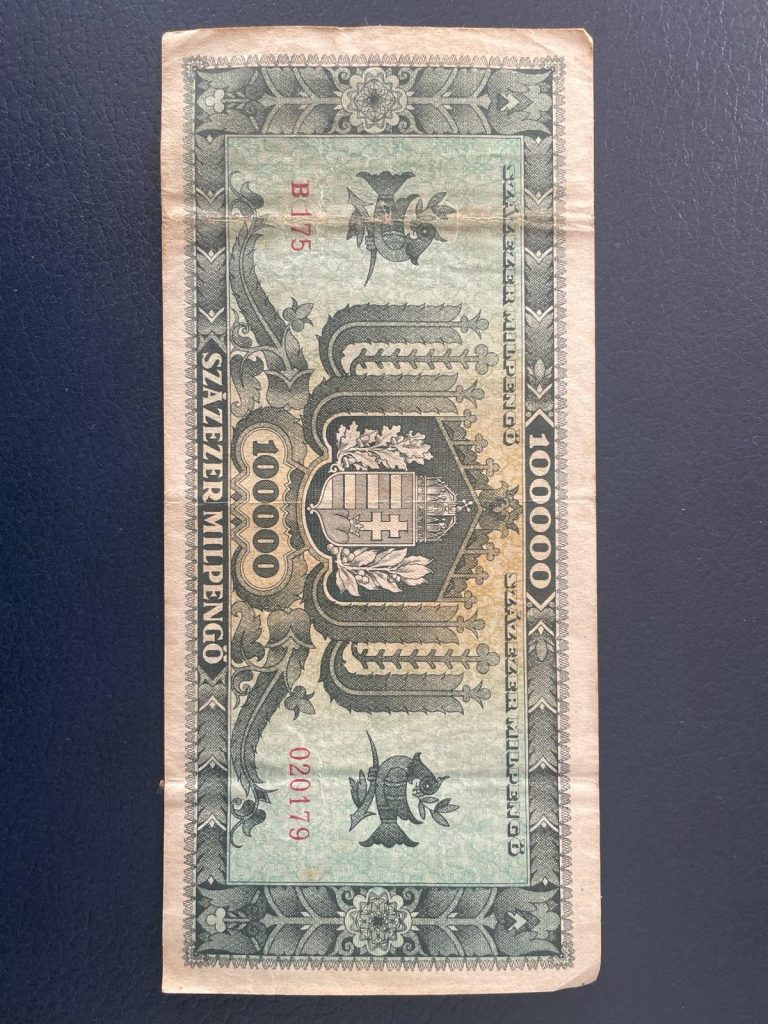 100000
SZÁZEZER MILPENGŐ SZÁZEZER MILPENGŐ
B 175
020179
100000
SZÁZEZER MILPENGŐ